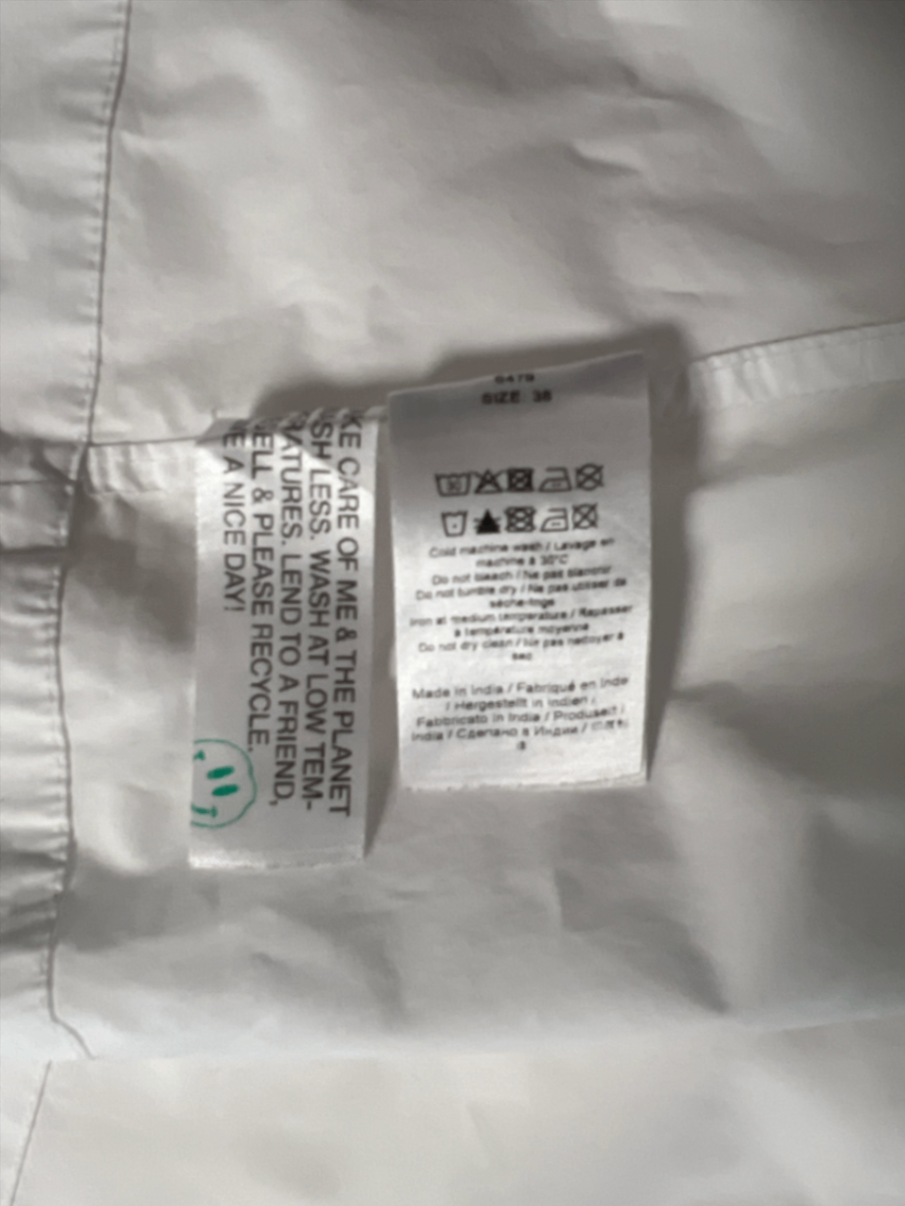 KE CARE OF ME & THE PLANET
SH LESS. WASH AT LOW TEM-
RATURES. LEND TO A FRIEND,
ELL & PLEASE RECYCLE.
E A NICE DAY!
6479
SIZE: 38
Cold machine wash / Lavage en
machine à 30°C
Do not bleach / Ne pas blanchir
Do not tumble dry / Ne pas utiliser de
sèche-linge
Iron at medium temperature / Repasser
à température moyenne
Do not dry clean / Ne pas nettoyer à
sec
Made in India / Fabriqué en Inde
/ Hergestellt in Indien /
Fabbricato in India / Produseit i
India / Сделано в Индии /